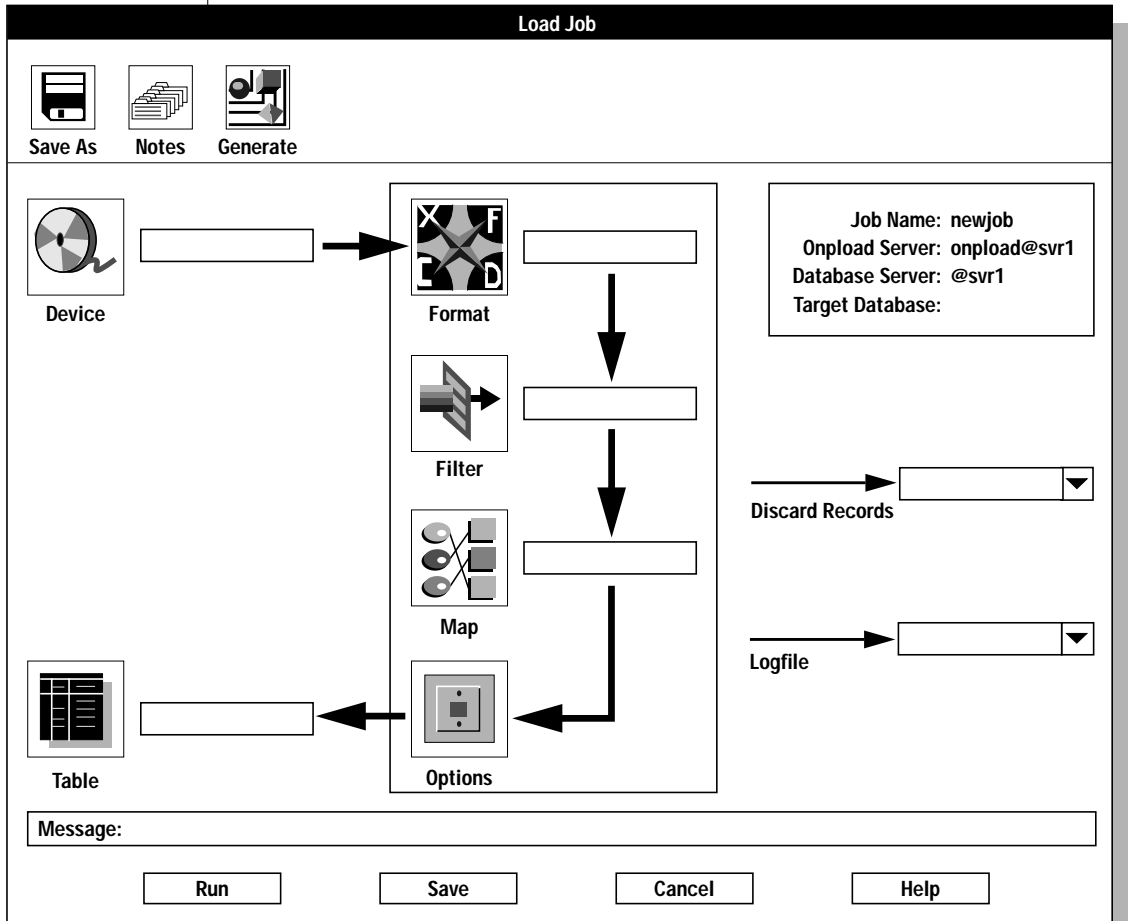 Load Job
Save As
Notes
Generate
Device
X F
E D
Format
Job Name: newjob
Onpload Server: onpload@svr1
Database Server: @svr1
Target Database:
Filter
Discard Records
Map
Logfile
Table
Options
Message:
Run
Save
Cancel
Help